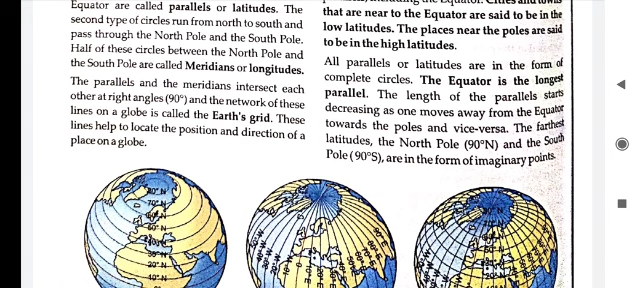 Equator are called parallels or latitudes. The
second type of circles run from north to south and
pass through the North Pole and the South Pole.
Half of these circles between the North Pole and
the South Pole are called Meridians or longitudes.
The parallels and the meridians intersect each
other at right angles (90°) and the network of these
lines on a globe is called the Earth's grid. These
lines help to locate the position and direction of a
place on a globe.
the Equator. Cities and towns
that are near to the Equator are said to be in the
low latitudes. The places near the poles are said
to be in the high latitudes.
All parallels or latitudes are in the form of
complete circles. The Equator is the longest
parallel. The length of the parallels starts
decreasing as one moves away from the Equator
towards the poles and vice-versa. The farthest
latitudes, the North Pole (90°N) and the South
Pole (90°S), are in the form of imaginary points.
80° N
70° N
60° N
50° N
30° N
20° N
10° N